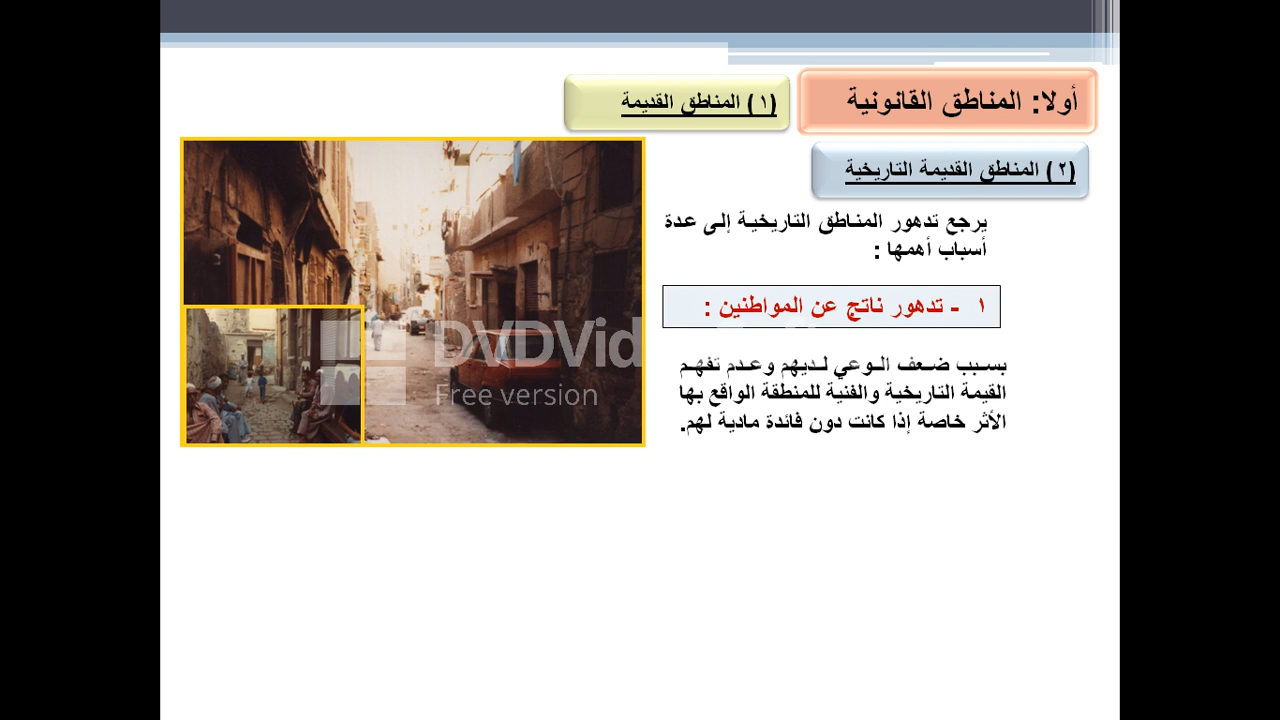 أولا: المناطق القانونية
(١) المناطق القديمة
(٢) المناطق القديمة التاريخية
يرجع تدهور المناطق التاريخية إلى عدة
أسباب أهمها :
١ - تدهور ناتج عن المواطنين :
بسبب ضعف الوعي لديهم وعدم تفهم
القيمة التاريخية والفنية للمنطقة الواقع بها
الأثر خاصة إذا كانت دون فائدة مادية لهم.
DVDVid
Free version